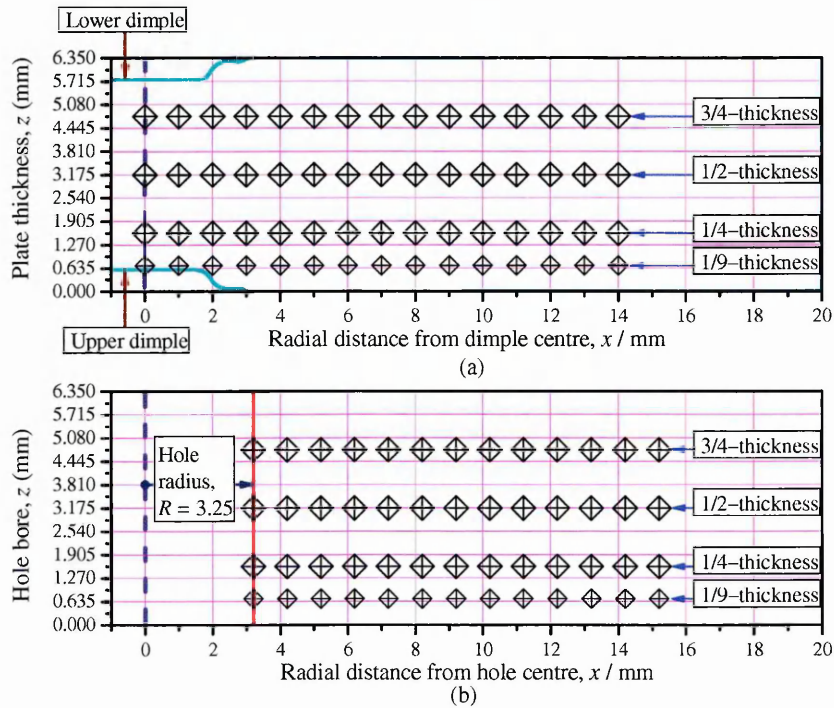 Lower dimple
6.350
5.715
5.080
4.445
3.810
3.175
2.540
1.905
1.270
0.635
0.000
Plate thickness, z (mm)
3/4–thickness
1/2–thickness
1/4–thickness
1/9–thickness
0 2 4 6 8 10 12 14 16 18 20
Upper dimple
Radial distance from dimple centre, x / mm
(a)
6.350
5.715
5.080
4.445
3.810
3.175
2.540
1.905
1.270
0.635
0.000
Hole bore, z (mm)
Hole
radius,
R = 3.25
3/4–thickness
1/2–thickness
1/4–thickness
1/9–thickness
0 2 4 6 8 10 12 14 16 18 20
Radial distance from hole centre, x / mm
(b)